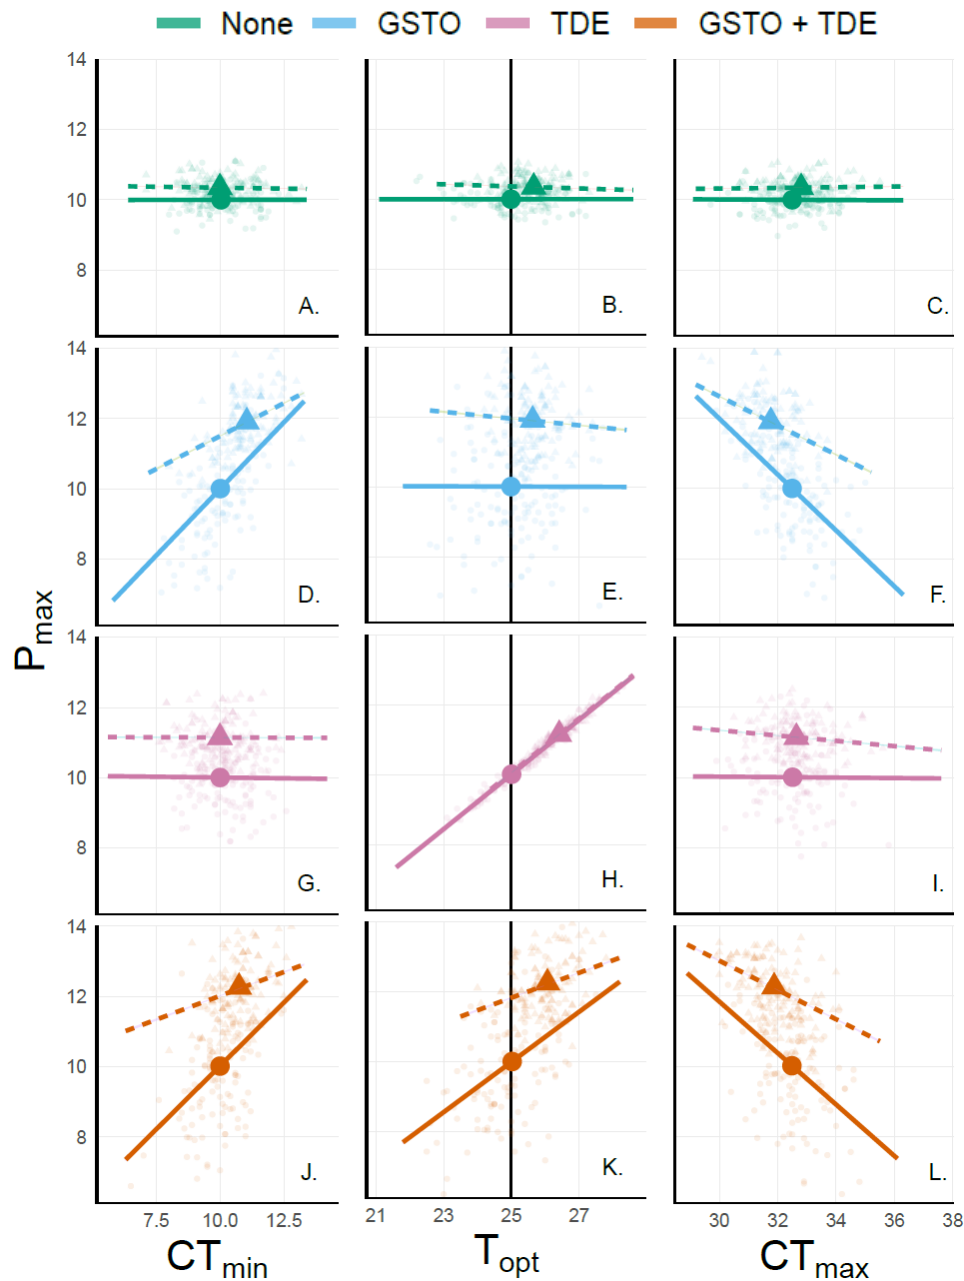 None GSTO TDE GSTO + TDE
14
12
10
8
A.
B.
C.
14
12
10
8
D.
E.
F.
14
12
10
8
G.
H.
I.
14
12
10
8
J.
K.
L.
Pmax
7.5 10.0 12.5
21 23 25 27
30 32 34 36 38
CTmin
Topt
CTmax